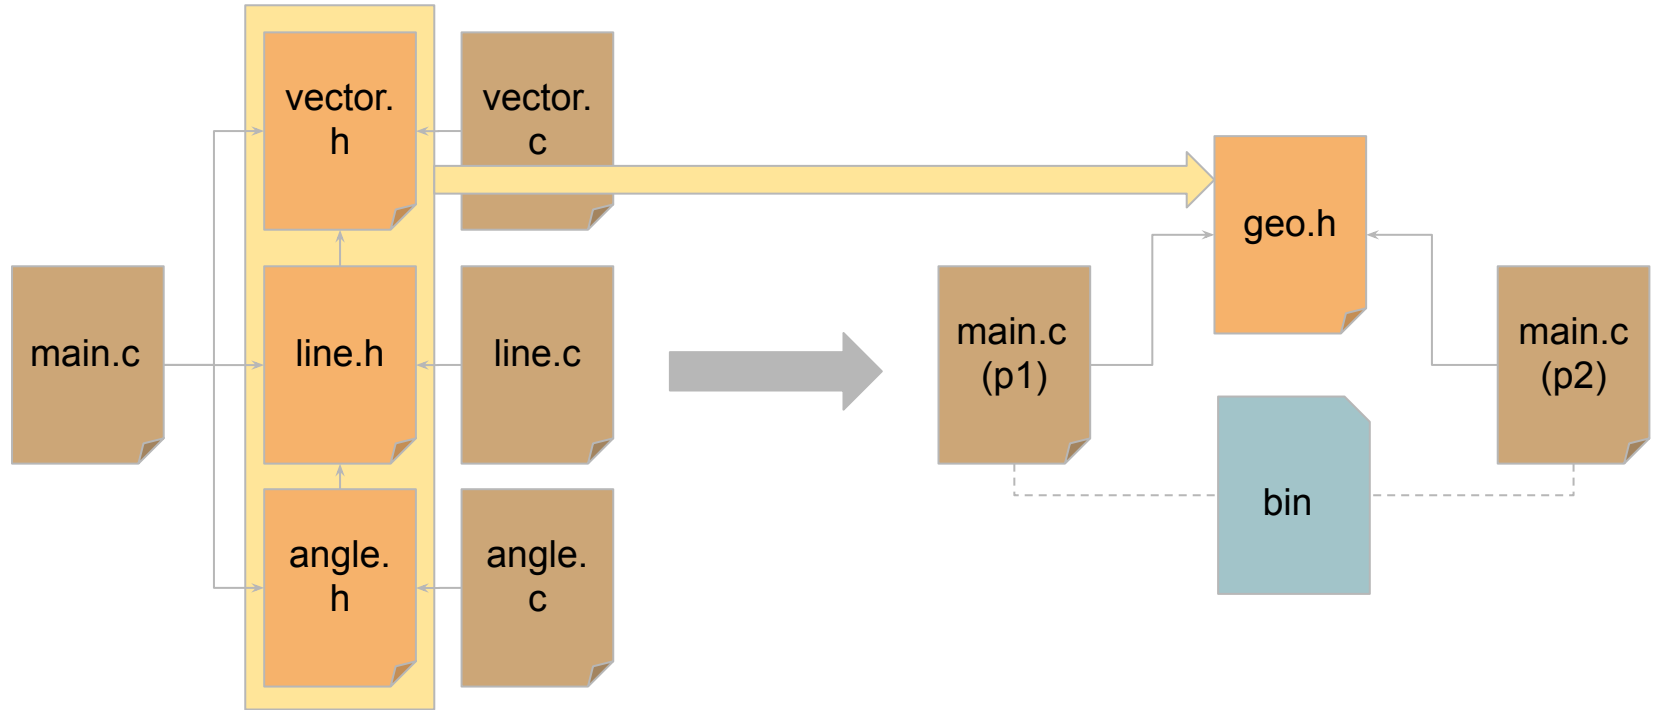 vector.
h
vector.
c
geo.h
main.c
line.h
line.c
main.c
(p1)
main.c
(p2)
bin
angle.
h
angle.
c